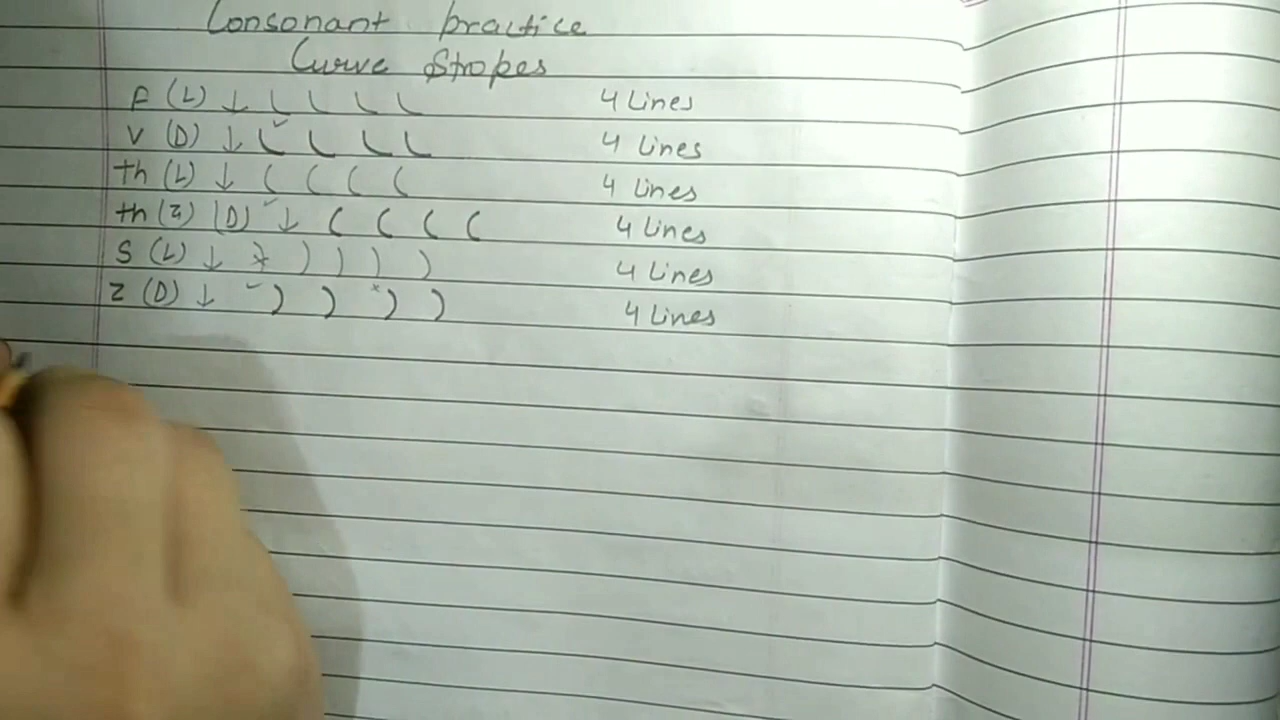 Consonant practice
Curve Strokes
F (L) ↓ 4 Lines
V (D) ↓ 4 Lines
th (L) ↓ 4 Lines
th (द) (D) ↓ 4 Lines
S (L) ↓ 4 Lines
Z (D) ↓ 4 Lines